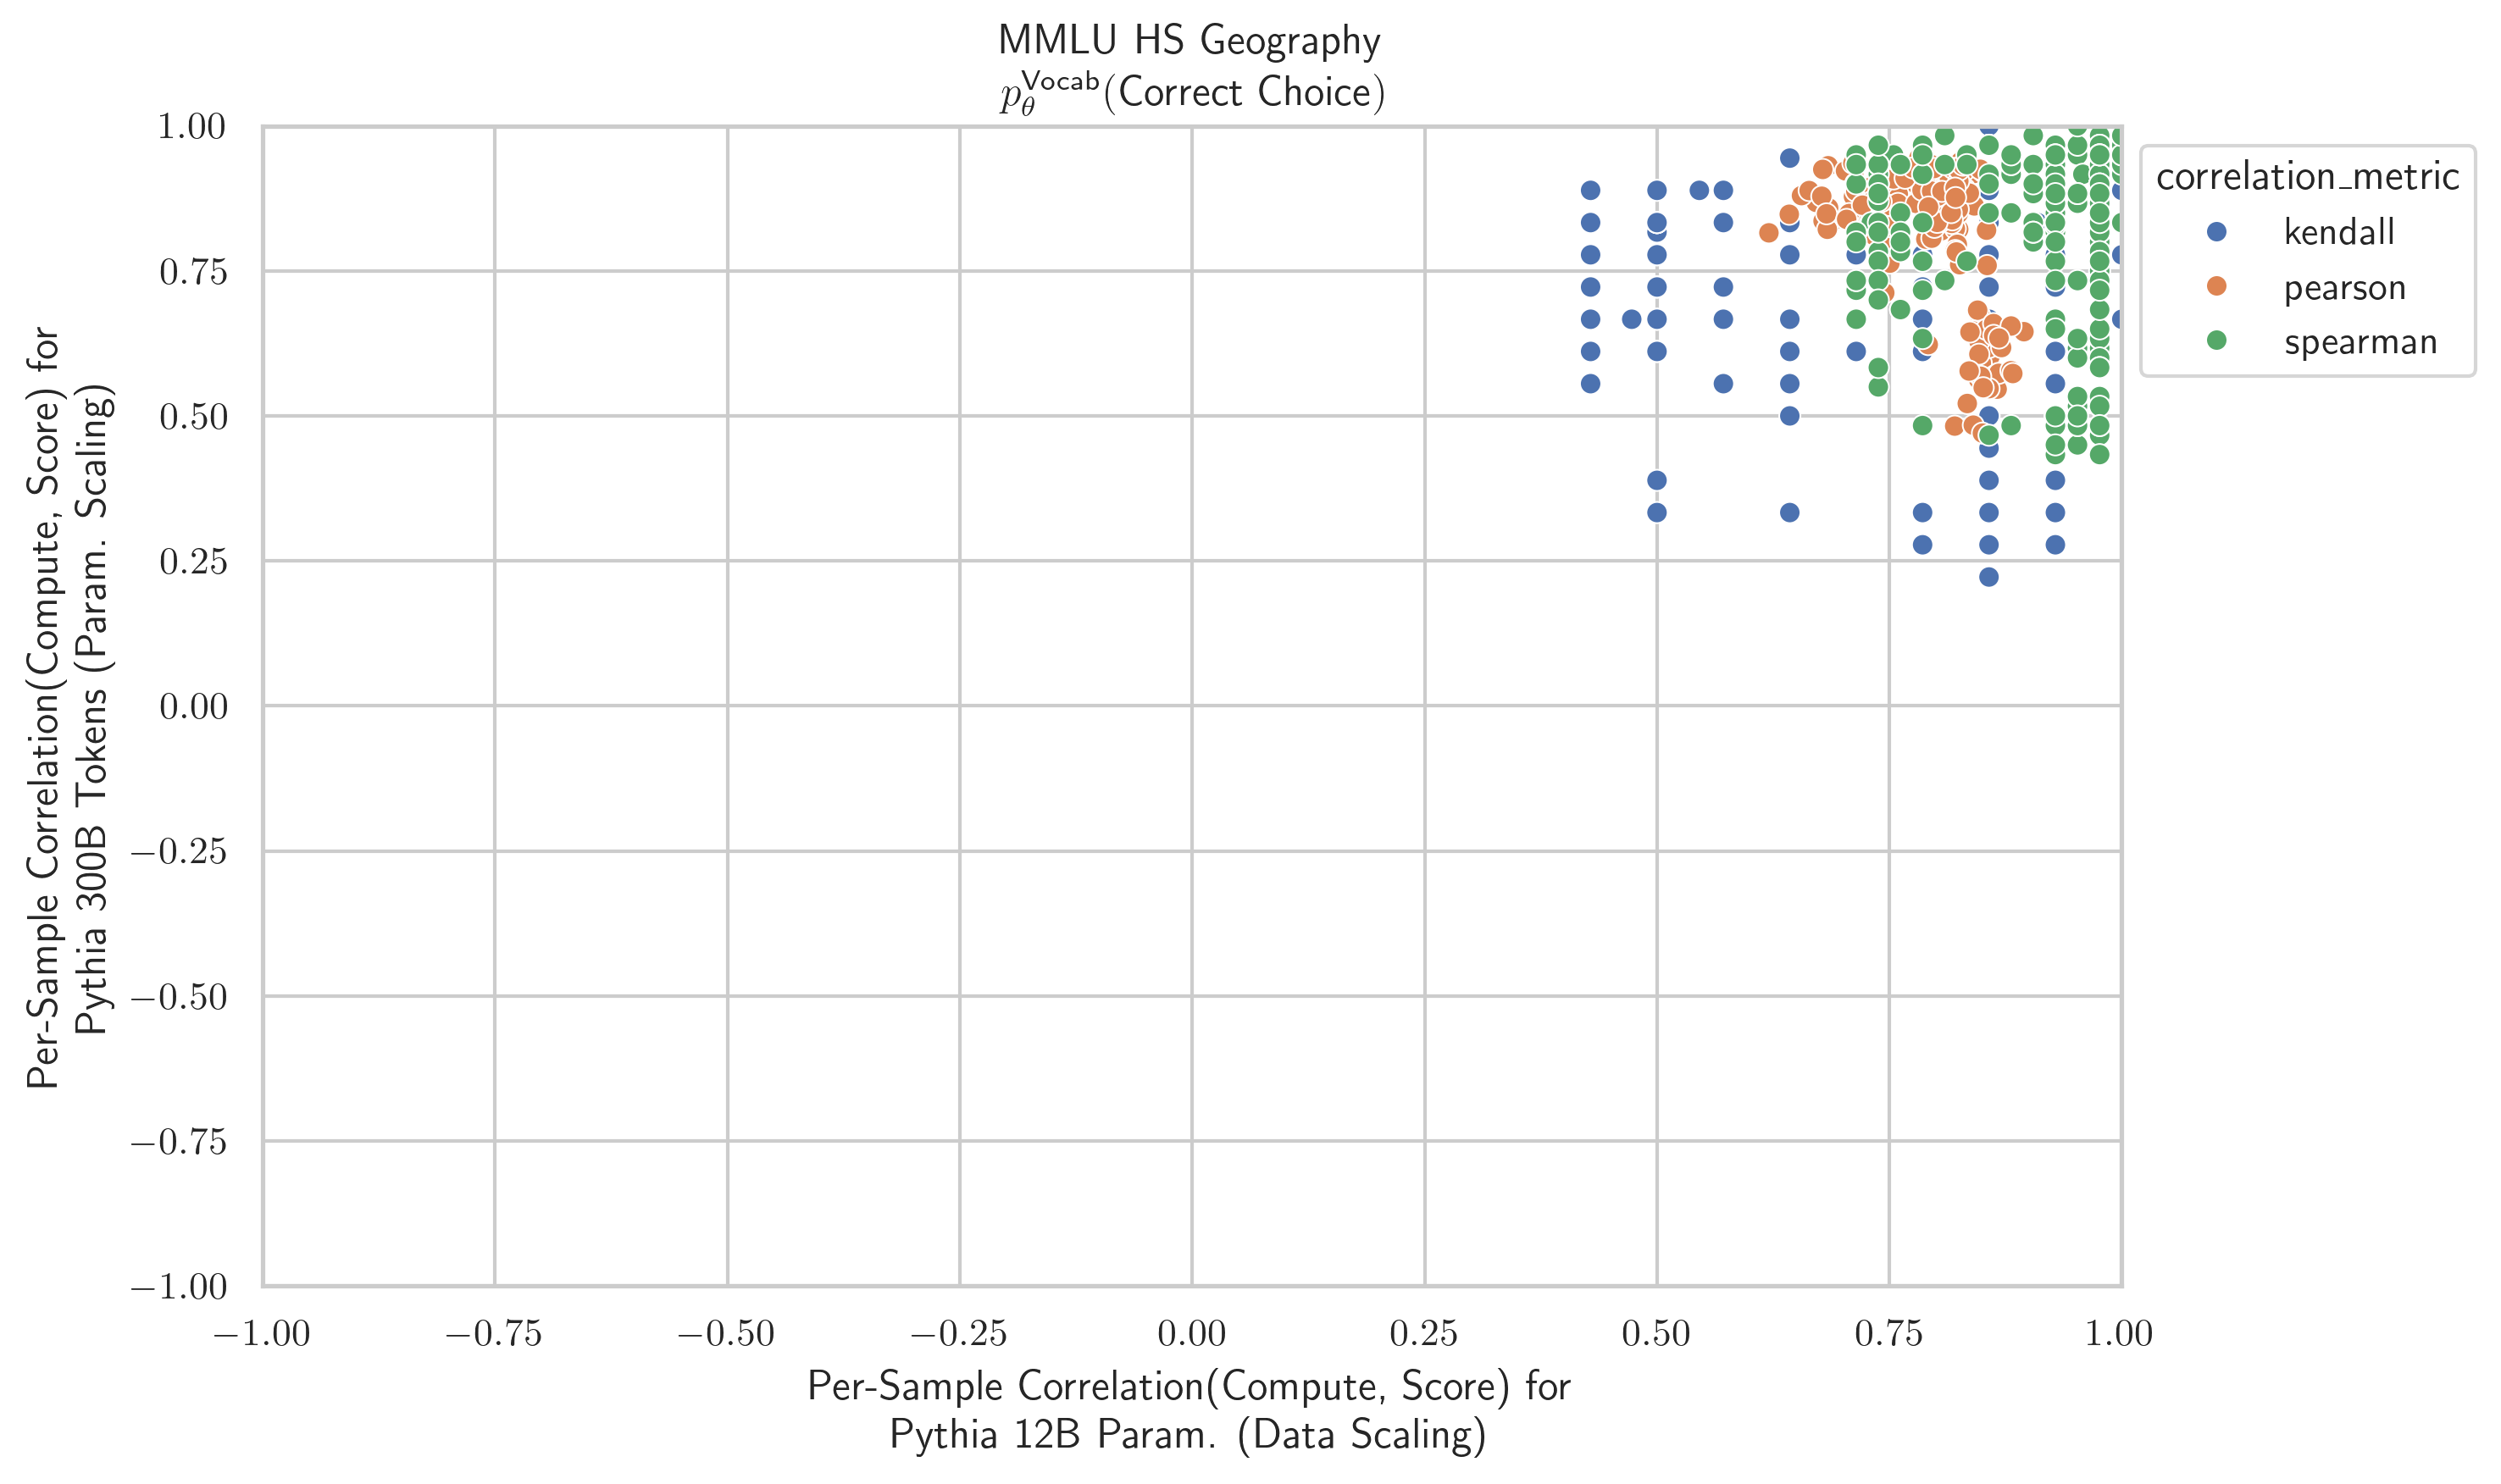 MMLU HS Geography
p_θ^Vocab(Correct Choice)
1.00
0.75
0.50
0.25
0.00
−0.25
−0.50
−0.75
−1.00
Per-Sample Correlation(Compute, Score) for
Pythia 300B Tokens (Param. Scaling)
correlation_metric
kendall
pearson
spearman
−1.00 −0.75 −0.50 −0.25 0.00 0.25 0.50 0.75 1.00
Per-Sample Correlation(Compute, Score) for
Pythia 12B Param. (Data Scaling)